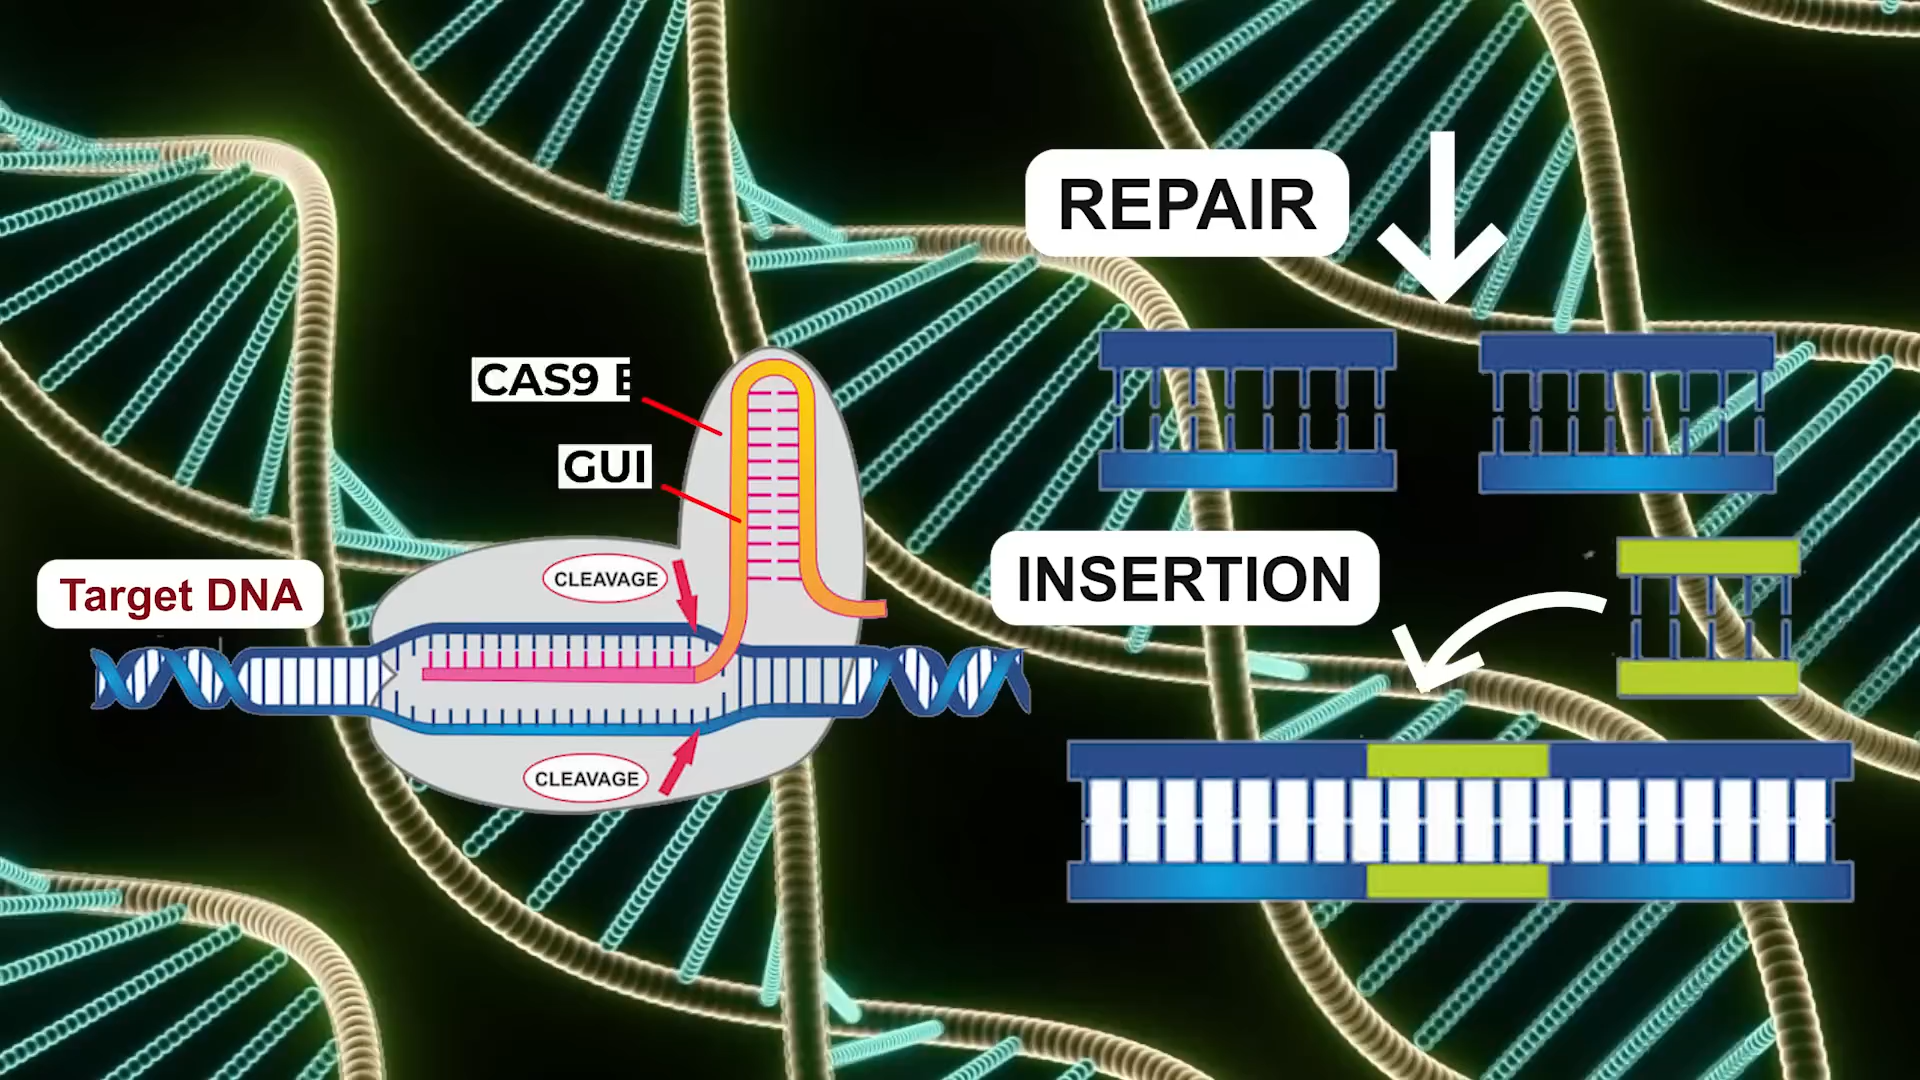 REPAIR
CAS9 E
GUI
CLEAVAGE
Target DNA
INSERTION
CLEAVAGE